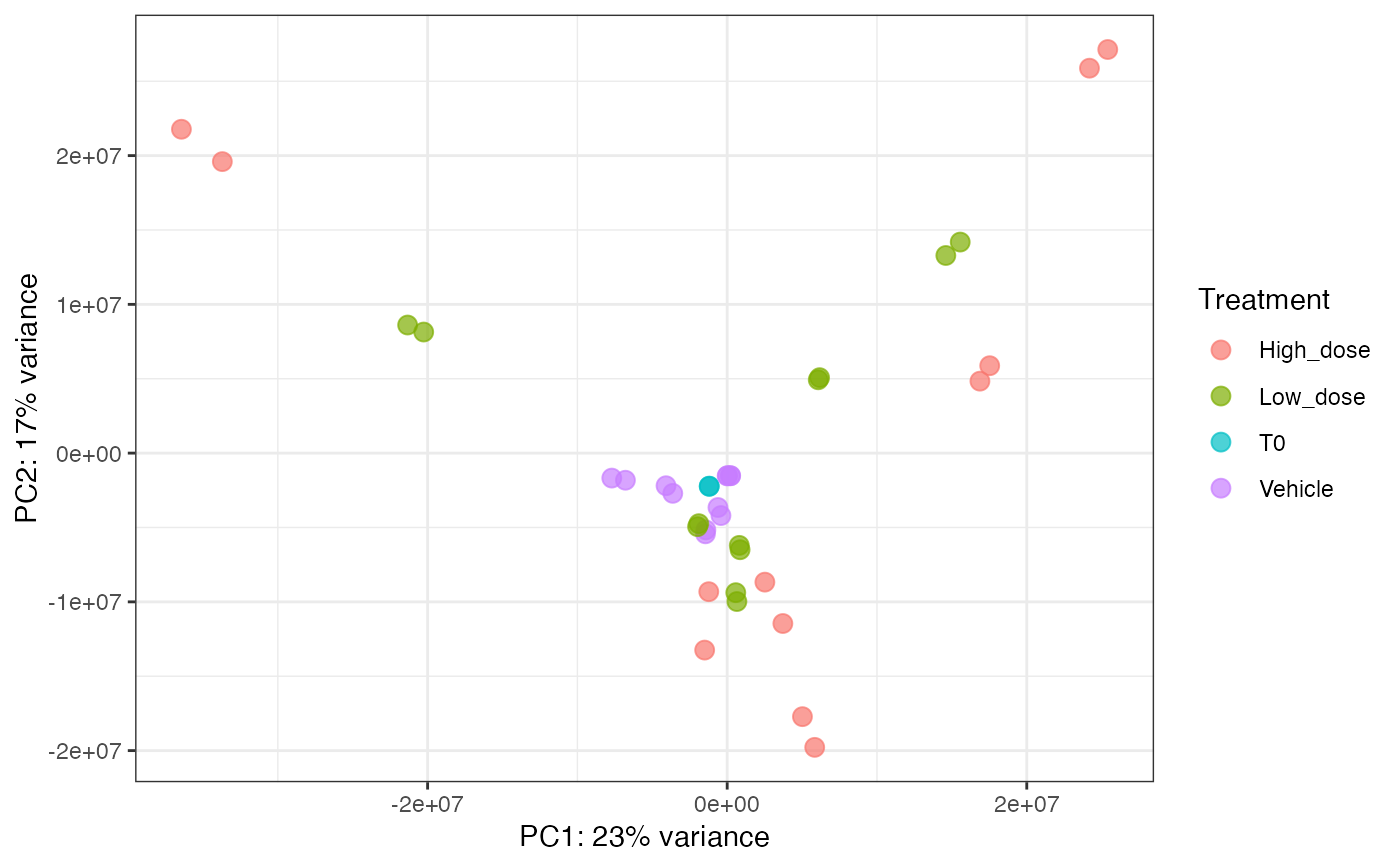 2e+07
1e+07
0e+00
-1e+07
-2e+07
PC2: 17% variance
-2e+07
0e+00
2e+07
PC1: 23% variance
Treatment
High_dose
Low_dose
T0
Vehicle